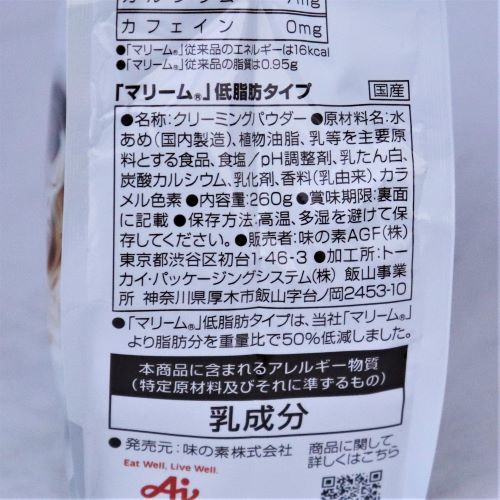 カフェイン 0mg
●「マリーム®」従来品のエネルギーは16kcal
●「マリーム®」従来品の脂質は0.95g
「マリーム®」低脂肪タイプ 国産
●名称:クリーミングパウダー ●原材料名:水
あめ(国内製造)、植物油脂、乳等を主要原
料とする食品、食塩/pH調整剤、乳たん白、
炭酸カルシウム、乳化剤、香料(乳由来)、カラ
メル色素 ●内容量:260g ●賞味期限:裏面
に記載 ●保存方法:高温、多湿を避けて保
存してください。●販売者:味の素AGF(株)
東京都渋谷区初台1-46-3 ●加工所:トー
カイ・パッケージングシステム(株) 飯山事業
所 神奈川県厚木市飯山字台ノ岡2453-10
●「マリーム®」低脂肪タイプは、当社「マリーム®」
より脂肪分を重量比で50%低減しました。
本商品に含まれるアレルギー物質
(特定原材料及びそれに準ずるもの)
乳成分
●発売元:味の素株式会社
商品に関して、
詳しくはこちら
Eat Well, Live Well.